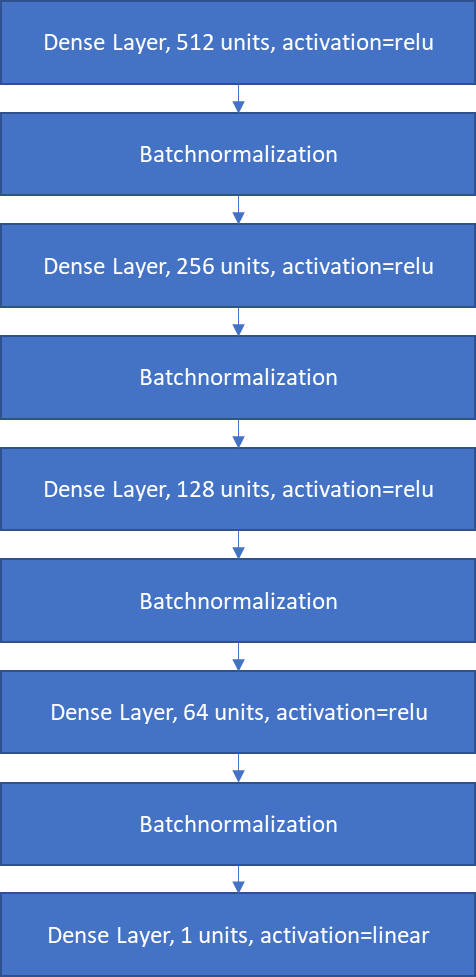 Dense Layer, 512 units, activation=relu
Batchnormalization
Dense Layer, 256 units, activation=relu
Batchnormalization
Dense Layer, 128 units, activation=relu
Batchnormalization
Dense Layer, 64 units, activation=relu
Batchnormalization
Dense Layer, 1 units, activation=linear